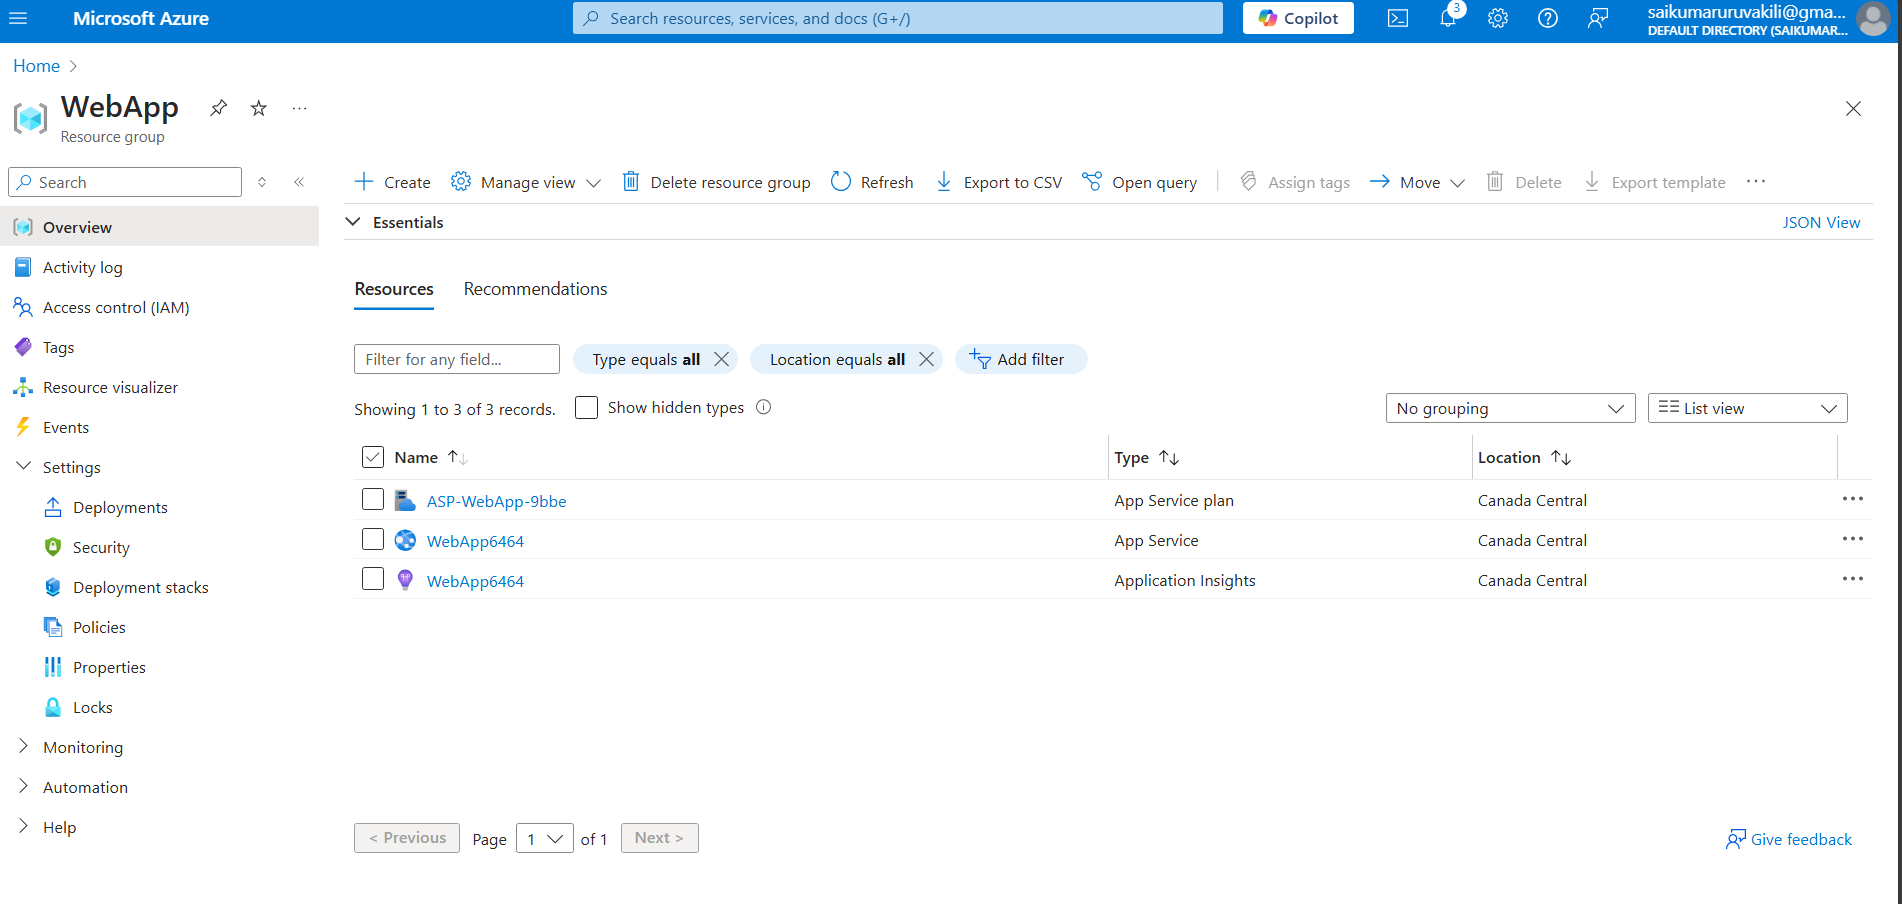 Microsoft Azure
Search resources, services, and docs (G+/)
Copilot
3
saikumaruruvakili@gma...
DEFAULT DIRECTORY (SAIKUMAR...
Home
WebApp
Resource group
Search
Create
Manage view
Delete resource group
Refresh
Export to CSV
Open query
Assign tags
Move
Delete
Export template
Overview
Activity log
Access control (IAM)
Tags
Resource visualizer
Events
Settings
Deployments
Security
Deployment stacks
Policies
Properties
Locks
Monitoring
Automation
Help
Essentials
JSON View
Resources
Recommendations
Filter for any field...
Type equals all
Location equals all
Add filter
Showing 1 to 3 of 3 records.
Show hidden types
No grouping
List view
Name
Type
Location
ASP-WebApp-9bbe
App Service plan
Canada Central
WebApp6464
App Service
Canada Central
WebApp6464
Application Insights
Canada Central
< Previous
Page
1
of 1
Next >
Give feedback